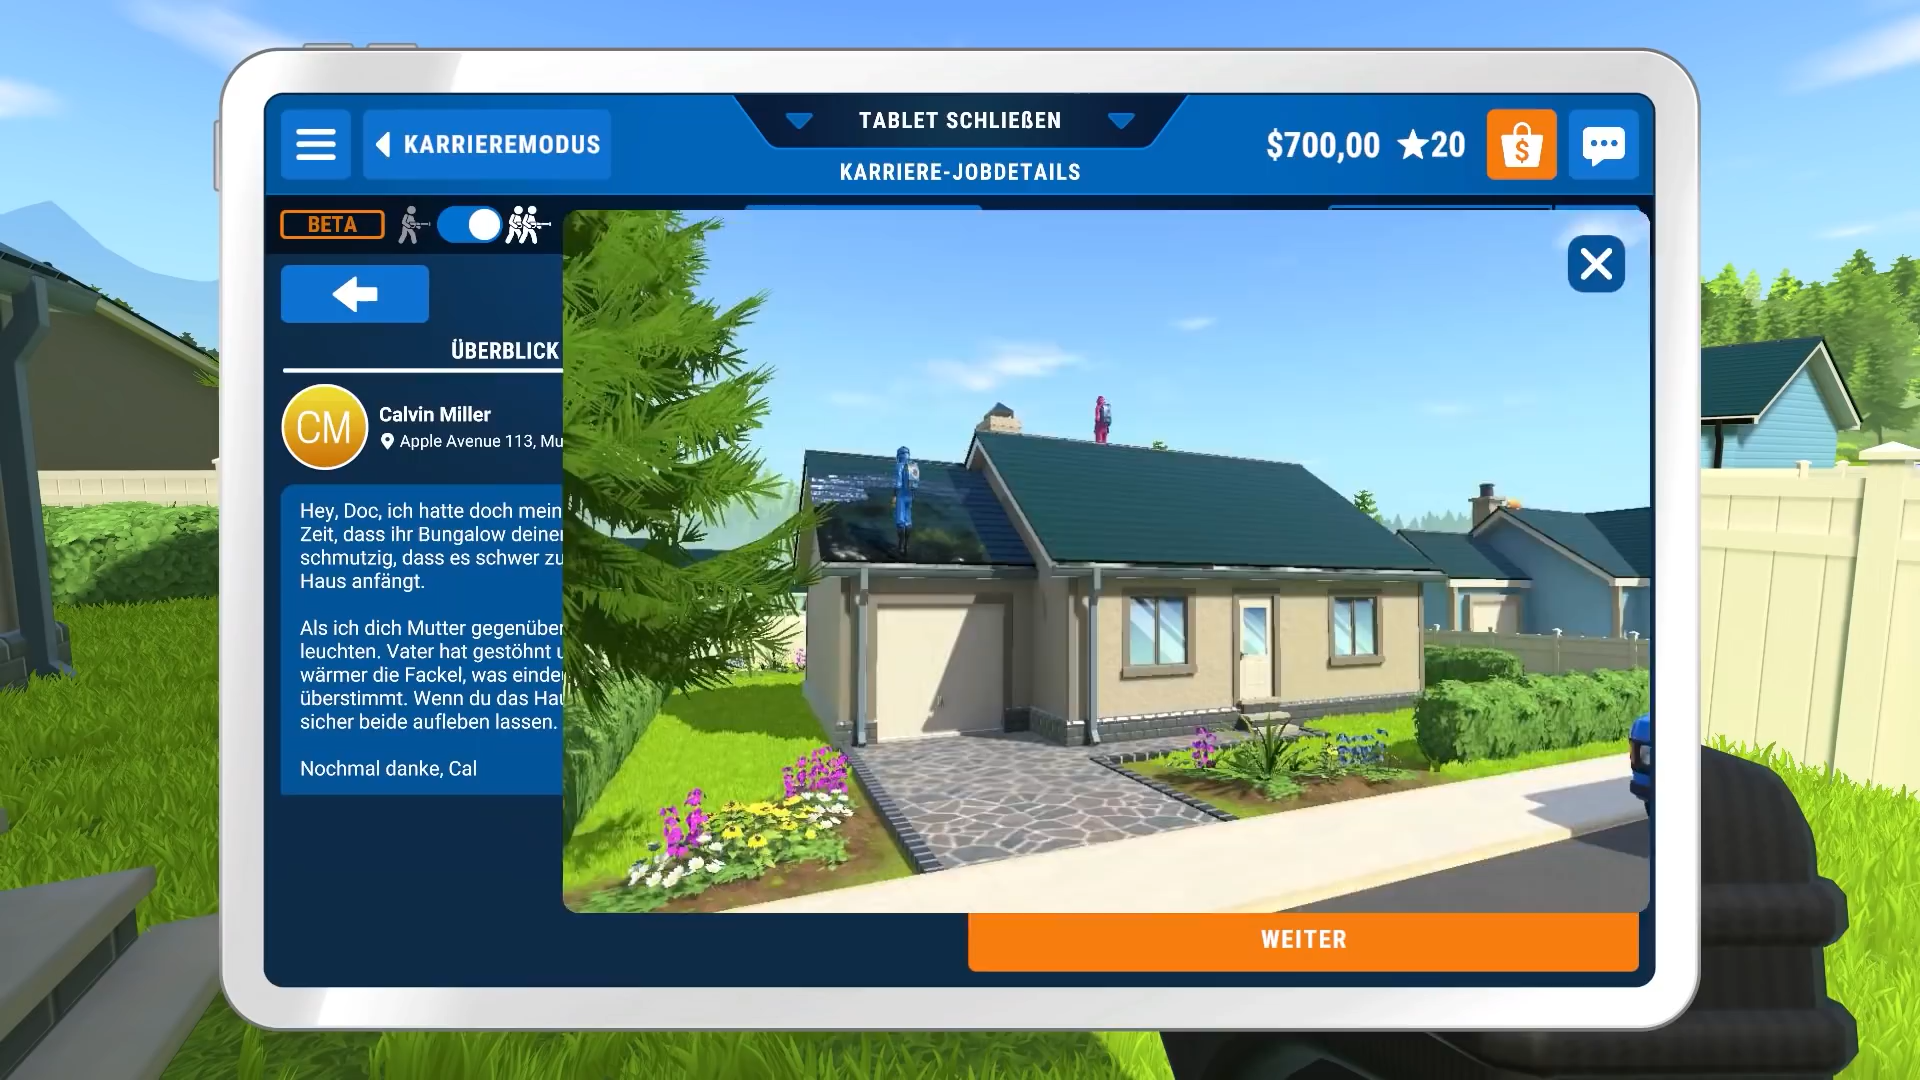 TABLET SCHLIEẞEN
KARRIEREMODUS
$700,00 20
$
KARRIERE-JOBDETAILS
BETA
ÜBERBLICK
CM
Calvin Miller
Apple Avenue 113, Mu
Hey, Doc, ich hatte doch mein
Zeit, dass ihr Bungalow deiner
schmutzig, dass es schwer zu
Haus anfängt.
Als ich dich Mutter gegenüber
leuchten. Vater hat gestöhnt u
wärmer die Fackel, was einde
überstimmt. Wenn du das Hau
sicher beide aufleben lassen.
Nochmal danke, Cal
WEITER